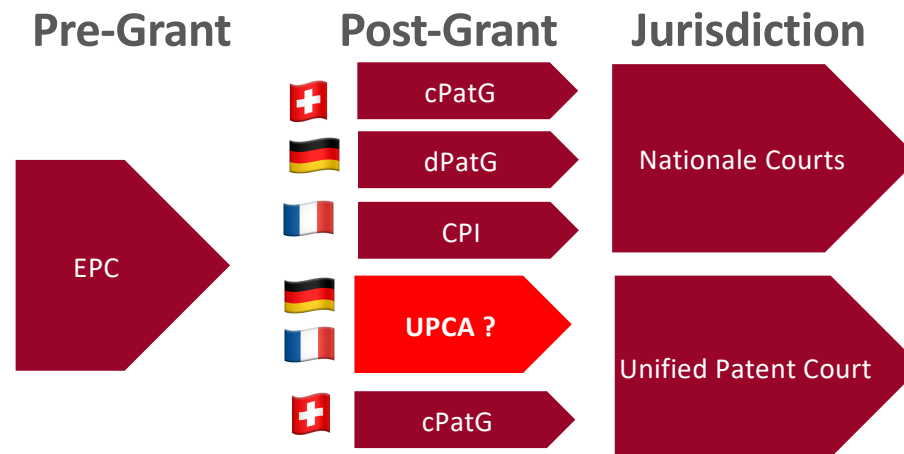 Pre-Grant
Post-Grant
Jurisdiction
EPC
cPatG
dPatG
CPI
UPCA ?
cPatG
Nationale Courts
Unified Patent Court